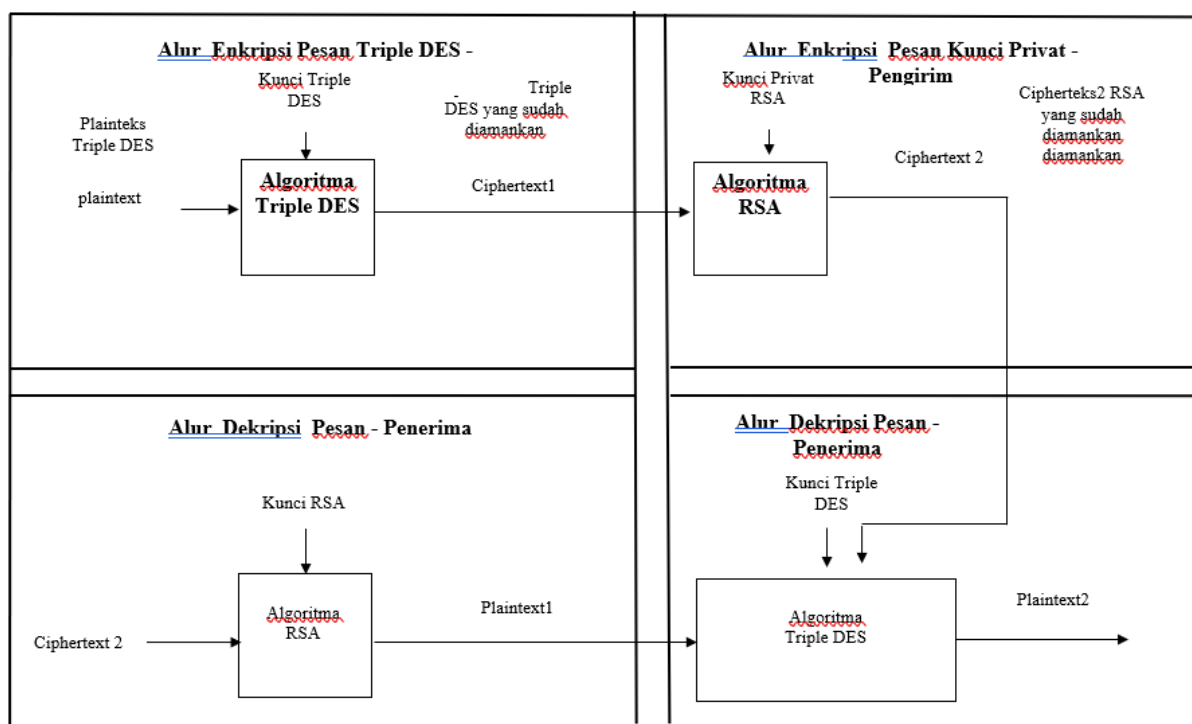 Alur Enkripsi Pesan Triple DES -
Kunci Triple
DES
Triple
-
DES yang sudah
diamankan
Plainteks
Triple DES
plaintext
Algoritma
Triple DES
Ciphertext1
Alur Enkripsi Pesan Kunci Privat -
Pengirim
Kunci Privat
RSA
Cipherteks2 RSA
yang sudah
diamankan
diamankan
Ciphertext 2
Algoritma
RSA
Alur Dekripsi Pesan - Penerima
Kunci RSA
Ciphertext 2
Algoritma
RSA
Plaintext1
Alur Dekripsi Pesan -
Penerima
Kunci Triple
DES
Algoritma
Triple DES
Plaintext2